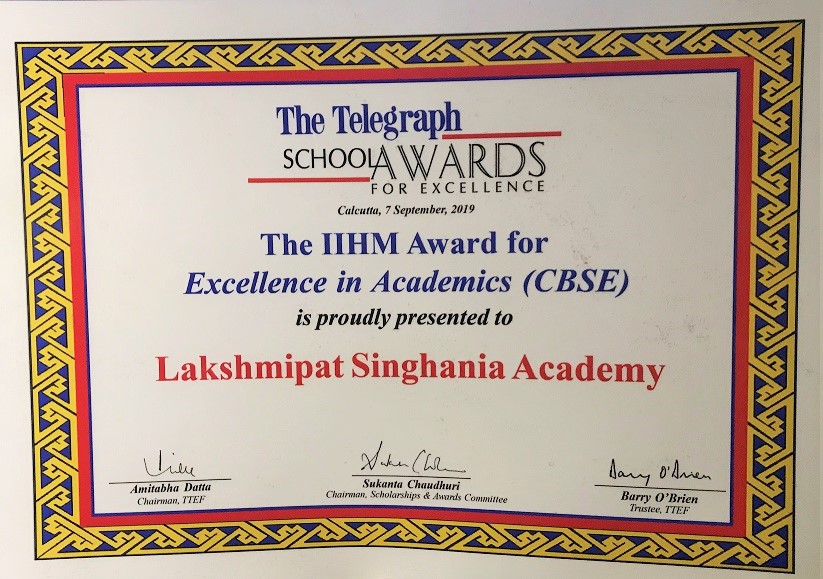 The Telegraph
SCHOOL AWARDS
FOR EXCELLENCE
Calcutta, 7 September, 2019
The IIHM Award for
Excellence in Academics (CBSE)
is proudly presented to
Lakshmipat Singhania Academy
Amitabha Datta
Chairman, TTEF
Sukanta Chaudhuri
Chairman, Scholarships & Awards Committee
Barry O'Brien
Barry O'Brien
Trustee, TTEF